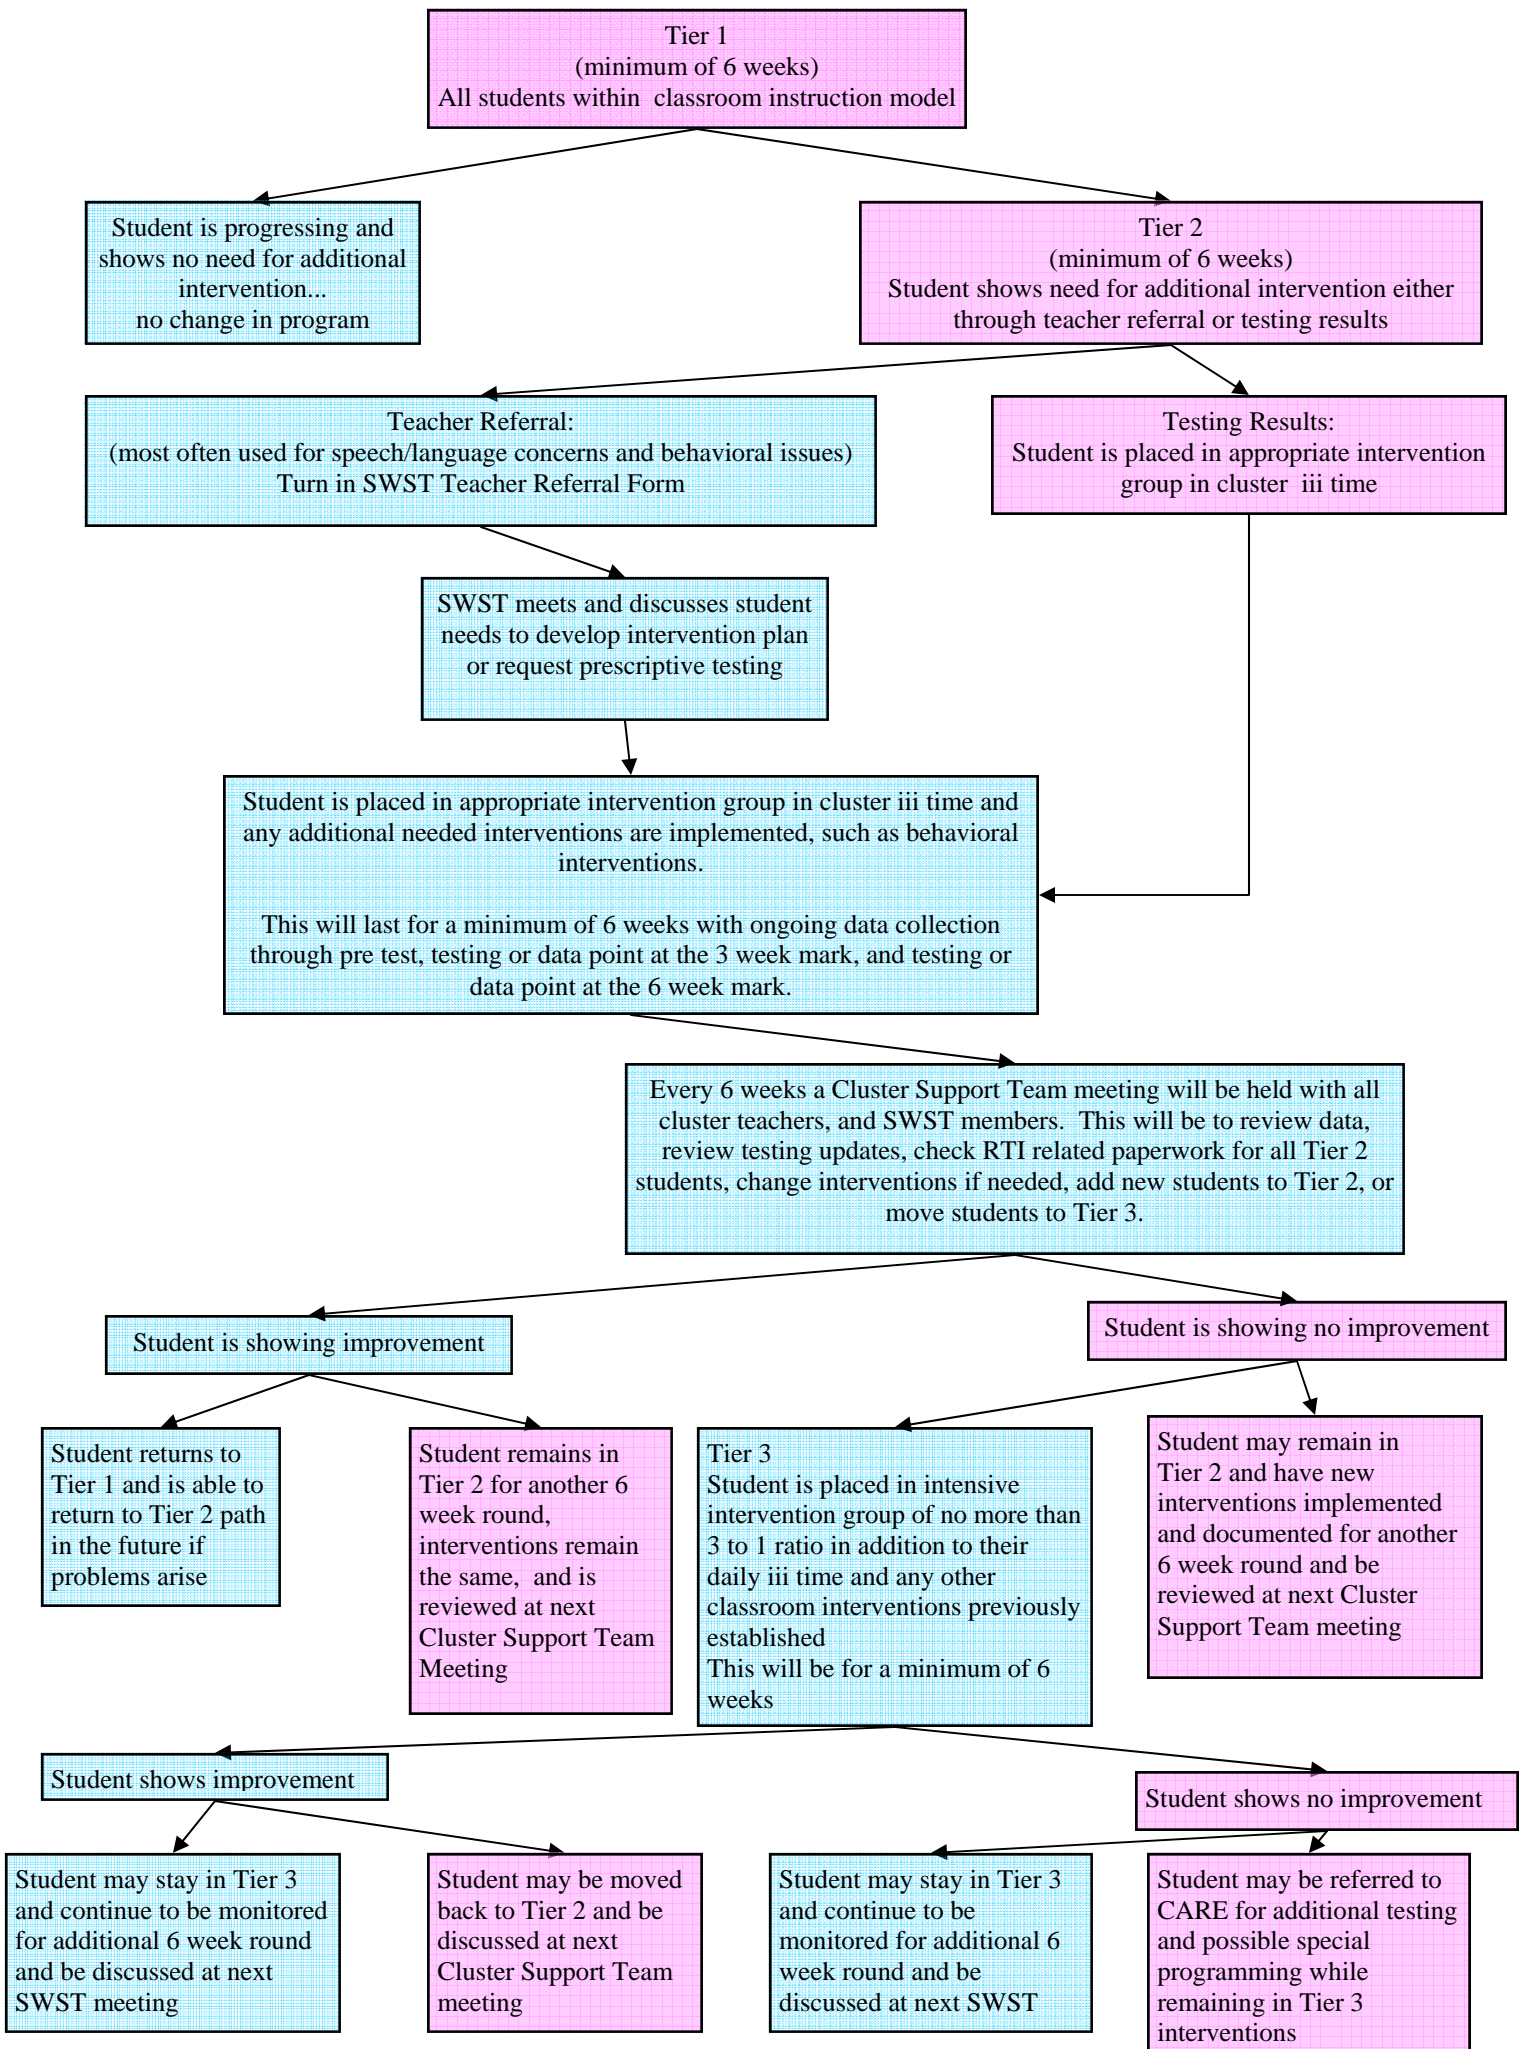 Tier 1
(minimum of 6 weeks)
All students within classroom instruction model
Student is progressing and
shows no need for additional
intervention...
no change in program
Tier 2
(minimum of 6 weeks)
Student shows need for additional intervention either
through teacher referral or testing results
Teacher Referral:
(most often used for speech/language concerns and behavioral issues)
Turn in SWST Teacher Referral Form
Testing Results:
Student is placed in appropriate intervention
group in cluster iii time
SWST meets and discusses student
needs to develop intervention plan
or request prescriptive testing
Student is placed in appropriate intervention group in cluster iii time and
any additional needed interventions are implemented, such as behavioral
interventions.
This will last for a minimum of 6 weeks with ongoing data collection
through pre test, testing or data point at the 3 week mark, and testing or
data point at the 6 week mark.
Every 6 weeks a Cluster Support Team meeting will be held with all
cluster teachers, and SWST members. This will be to review data,
review testing updates, check RTI related paperwork for all Tier 2
students, change interventions if needed, add new students to Tier 2, or
move students to Tier 3.
Student is showing improvement
Student is showing no improvement
Student returns to
Tier 1 and is able to
return to Tier 2 path
in the future if
problems arise
Student remains in
Tier 2 for another 6
week round,
interventions remain
the same, and is
reviewed at next
Cluster Support Team
Meeting
Tier 3
Student is placed in intensive
intervention group of no more than
3 to 1 ratio in addition to their
daily iii time and any other
classroom interventions previously
established
This will be for a minimum of 6
weeks
Student may remain in
Tier 2 and have new
interventions implemented
and documented for another
6 week round and be
reviewed at next Cluster
Support Team meeting
Student shows improvement
Student shows no improvement
Student may stay in Tier 3
and continue to be monitored
for additional 6 week round
and be discussed at next
SWST meeting
Student may be moved
back to Tier 2 and be
discussed at next
Cluster Support Team
meeting
Student may stay in Tier 3
and continue to be
monitored for additional 6
week round and be
discussed at next SWST
Student may be referred to
CARE for additional testing
and possible special
programming while
remaining in Tier 3
interventions